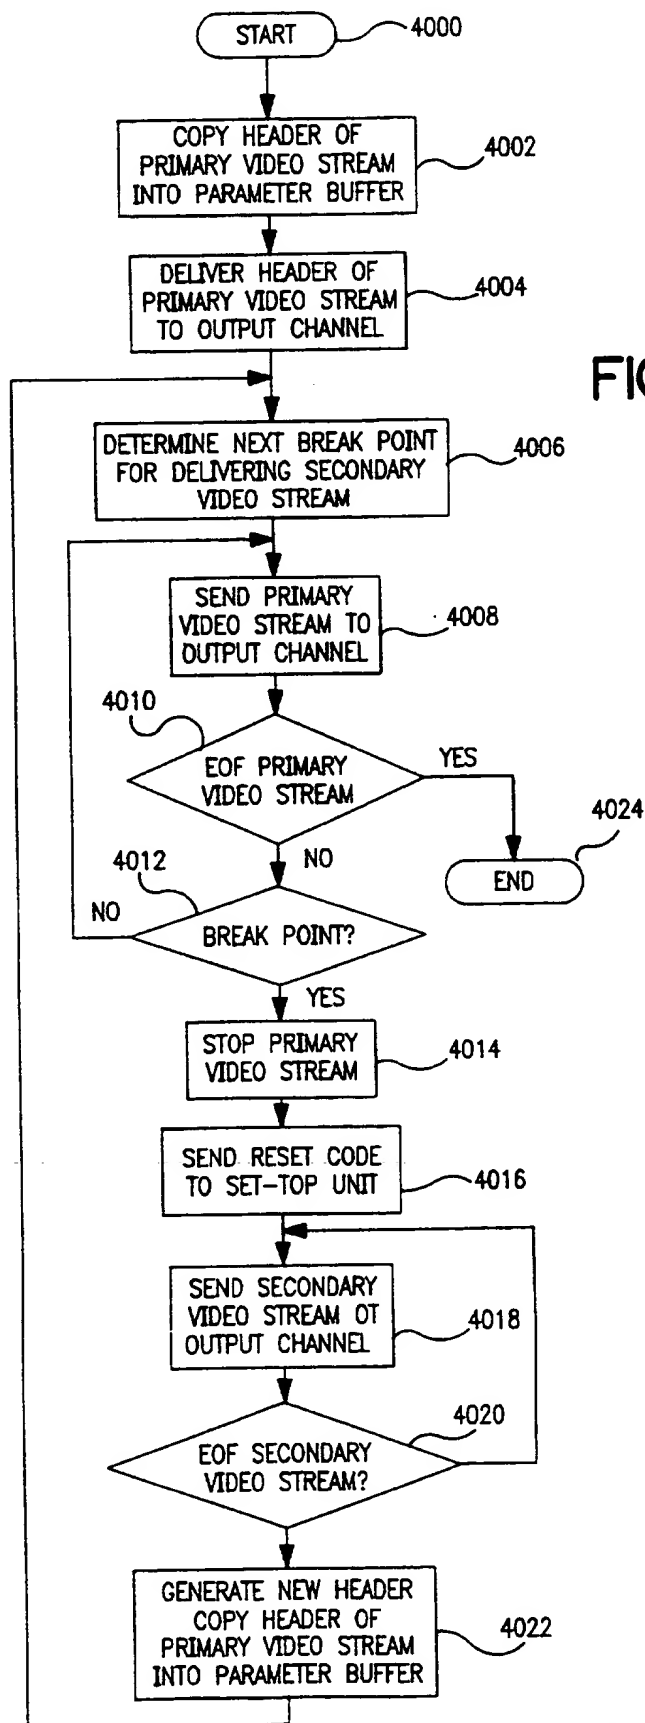 START
4000
COPY HEADER OF
PRIMARY VIDEO STREAM
INTO PARAMETER BUFFER
4002
DELIVER HEADER OF
PRIMARY VIDEO STREAM
TO OUTPUT CHANNEL
4004
FIG
DETERMINE NEXT BREAK POINT
FOR DELIVERING SECONDARY
VIDEO STREAM
4006
SEND PRIMARY
VIDEO STREAM TO
OUTPUT CHANNEL
4008
4010
EOF PRIMARY
VIDEO STREAM
YES
NO
4024
END
4012
NO
BREAK POINT?
YES
STOP PRIMARY
VIDEO STREAM
4014
SEND RESET CODE
TO SET-TOP UNIT
4016
SEND SECONDARY
VIDEO STREAM OT
OUTPUT CHANNEL
4018
4020
EOF SECONDARY
VIDEO STREAM?
GENERATE NEW HEADER
COPY HEADER OF
PRIMARY VIDEO STREAM
INTO PARAMETER BUFFER
4022